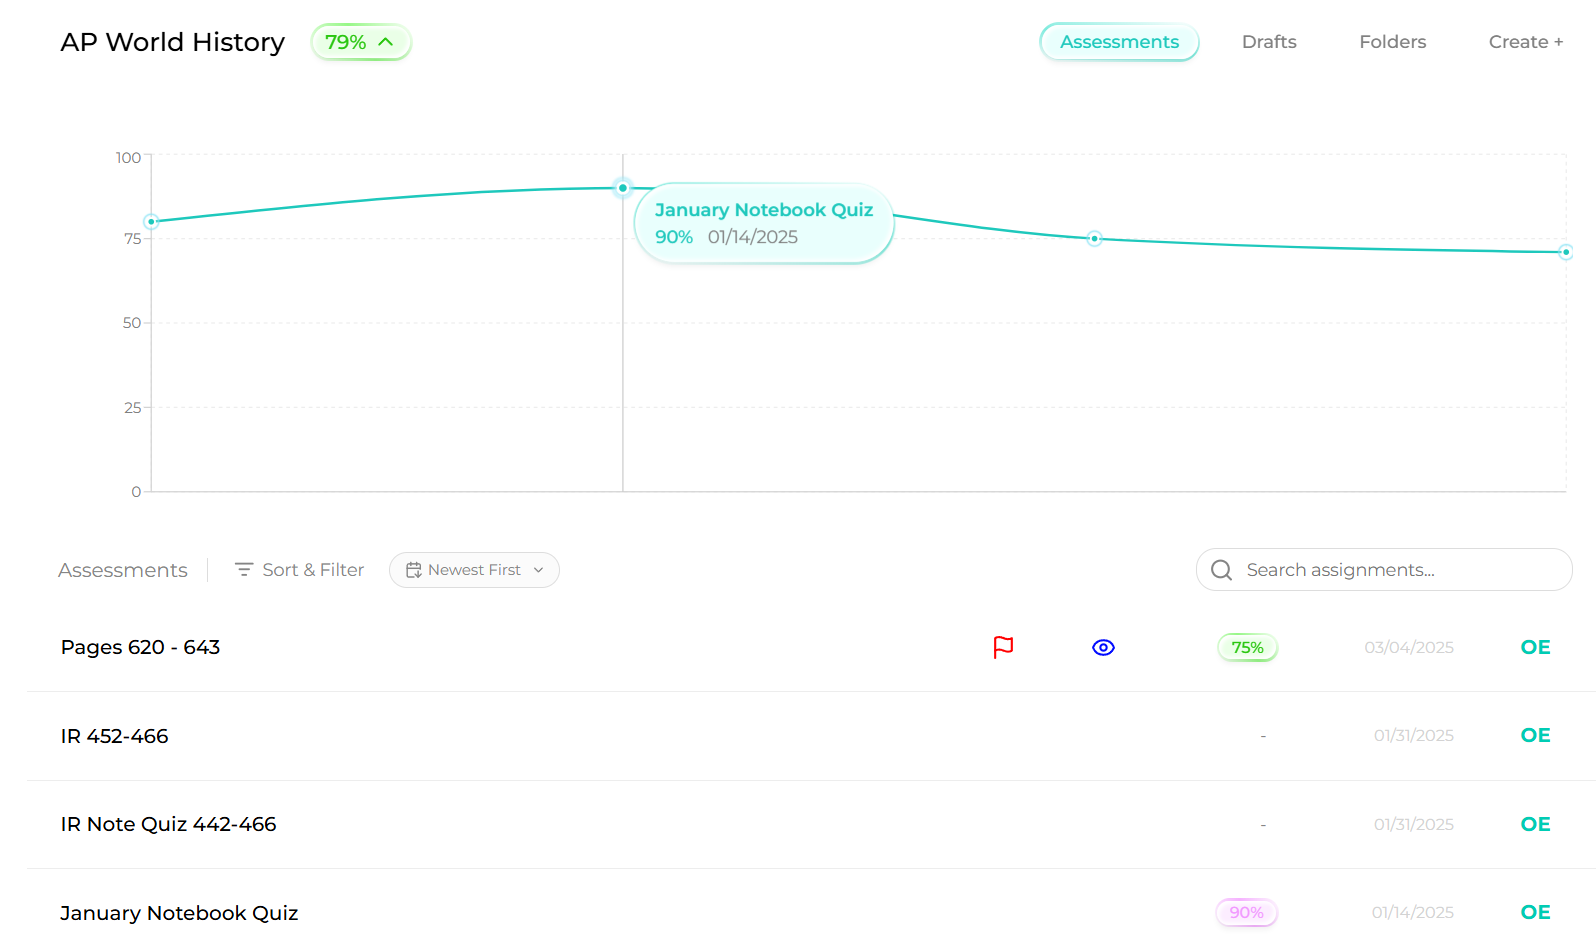 AP World History 79% Assessments Drafts Folders Create +
100
75
50
25
0
January Notebook Quiz
90% 01/14/2025
Assessments Sort & Filter Newest First Search assignments...
Pages 620 - 643 75% 03/04/2025 OE
IR 452-466 - 01/31/2025 OE
IR Note Quiz 442-466 - 01/31/2025 OE
January Notebook Quiz 90% 01/14/2025 OE